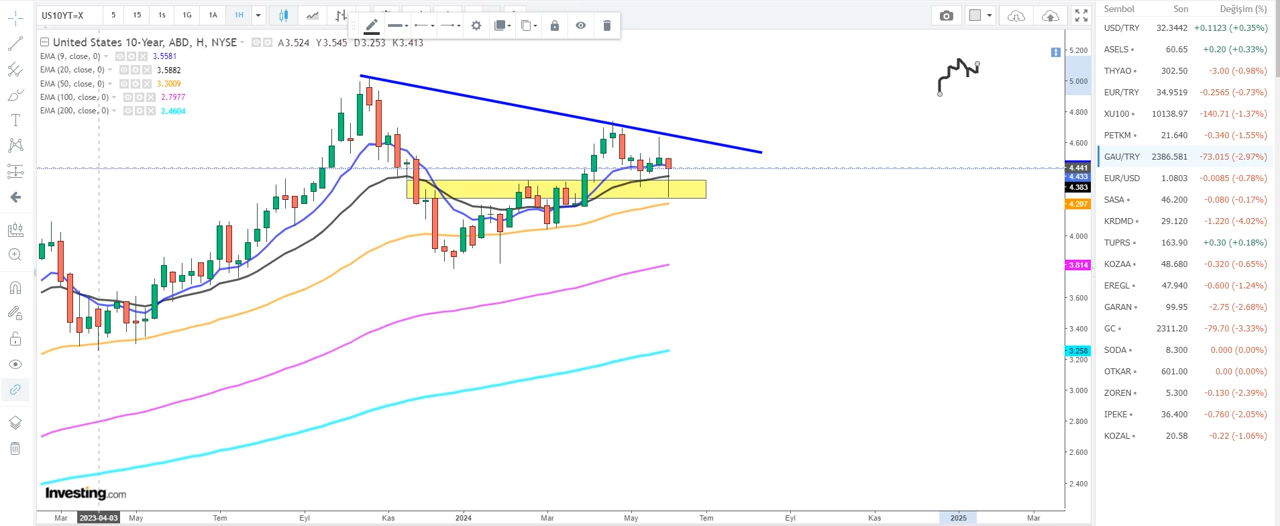 US10YT=X 5 15 1s 1G 1A 1H
United States 10-Year, ABD, H, NYSE A3.524 Y3.545 D3.253 K3.413
EMA (9, close, 0) 3.5581
EMA (20, close, 0) 3.5882
EMA (50, close, 0) 3.3009
EMA (100, close, 0) 2.7977
EMA (200, close, 0) 2.4604
5.200
5.000
4.800
4.600
4.441
4.433
4.383
4.207
4.000
3.814
3.600
3.400
3.258
3.200
3.000
2.800
2.600
2.400
Investing.com
Mar 2023-04-03 May Tem Eyl Kas 2024 Mar May Tem Eyl Kas 2025 Mar
Sembol Son Değişim (%)
USD/TRY 32.3442 +0.1123 (+0.35%)
ASELS 60.65 +0.20 (+0.33%)
THYAO 302.50 -3.00 (-0.98%)
EUR/TRY 34.9519 -0.2565 (-0.73%)
XU100 10138.97 -140.71 (-1.37%)
PETKM 21.640 -0.340 (-1.55%)
GAU/TRY 2386.581 -73.015 (-2.97%)
EUR/USD 1.0803 -0.0085 (-0.78%)
SASA 46.200 -0.080 (-0.17%)
KRDMD 29.120 -1.220 (-4.02%)
TUPRS 163.90 +0.30 (+0.18%)
KOZAA 48.680 -0.320 (-0.65%)
EREGL 47.940 -0.600 (-1.24%)
GARAN 99.95 -2.75 (-2.68%)
GC 2311.20 -79.70 (-3.33%)
SODA 8.300 0.000 (0.00%)
OTKAR 601.00 0.00 (0.00%)
ZOREN 5.300 -0.130 (-2.39%)
IPEKE 36.400 -0.760 (-2.05%)
KOZAL 20.58 -0.22 (-1.06%)